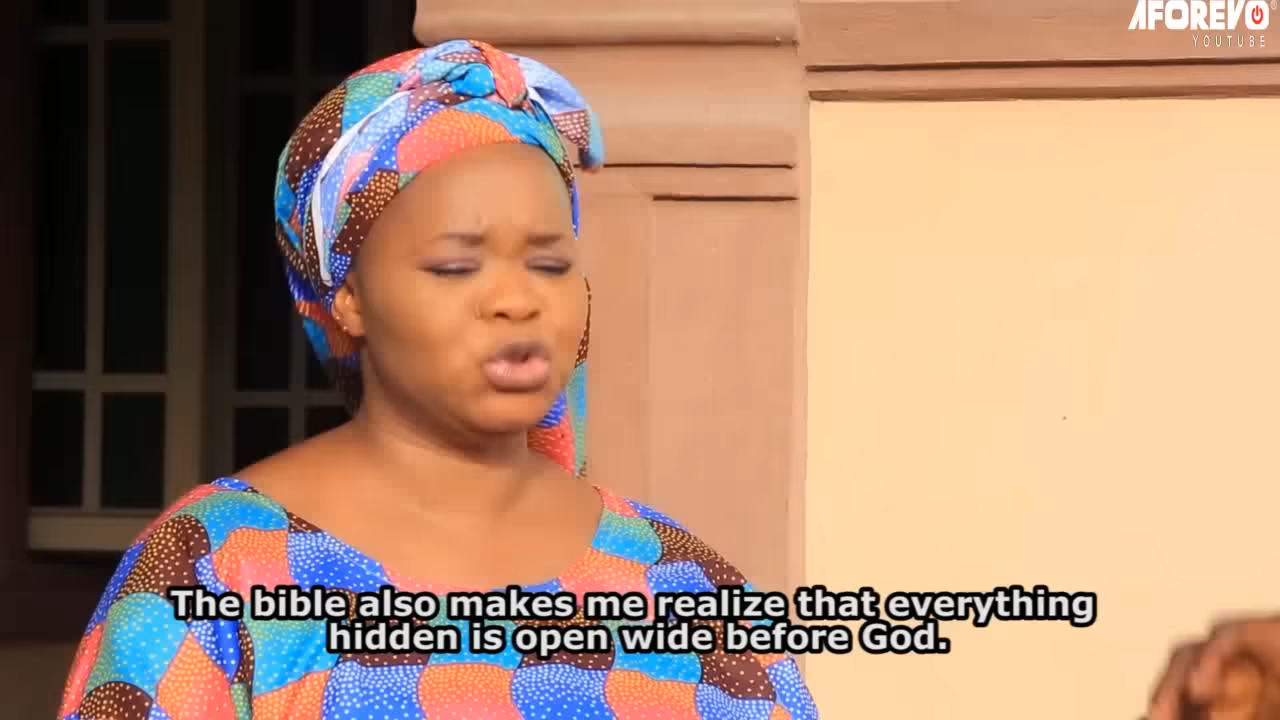 AFOREVO
YOUTUBE
The bible also makes me realize that everything
hidden is open wide before God.